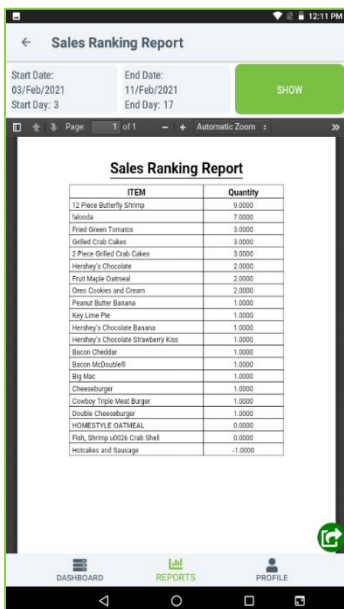 12:11 PM
Sales Ranking Report
Start Date:
03/Feb/2021
Start Day: 3
End Date:
11/Feb/2021
End Day: 17
SHOW
Page: 1 of 1 Automatic Zoom
Sales Ranking Report
ITEM Quantity
12 Piece Butterfly Shrimp 9.0000
falooda 7.0000
Fried Green Tomatos 3.0000
Grilled Crab Cakes 3.0000
2 Piece Grilled Crab Cakes 3.0000
Hershey's Chocolate 2.0000
Fruit Maple Oatmeal 2.0000
Oreo Cookies and Cream 2.0000
Peanut Butter Banana 1.0000
Key Lime Pie 1.0000
Hershey's Chocolate Banana 1.0000
Hershey's Chocolate Strawberry Kiss 1.0000
Bacon Cheddar 1.0000
Bacon McDouble® 1.0000
Big Mac 1.0000
Cheeseburger 1.0000
Cowboy Triple Meat Burger 1.0000
Double Cheeseburger 1.0000
HOMESTYLE OATMEAL 0.0000
Fish, Shrimp u0026 Crab Shell 0.0000
Hotcakes and Sausage -1.0000
DASHBOARD REPORTS PROFILE